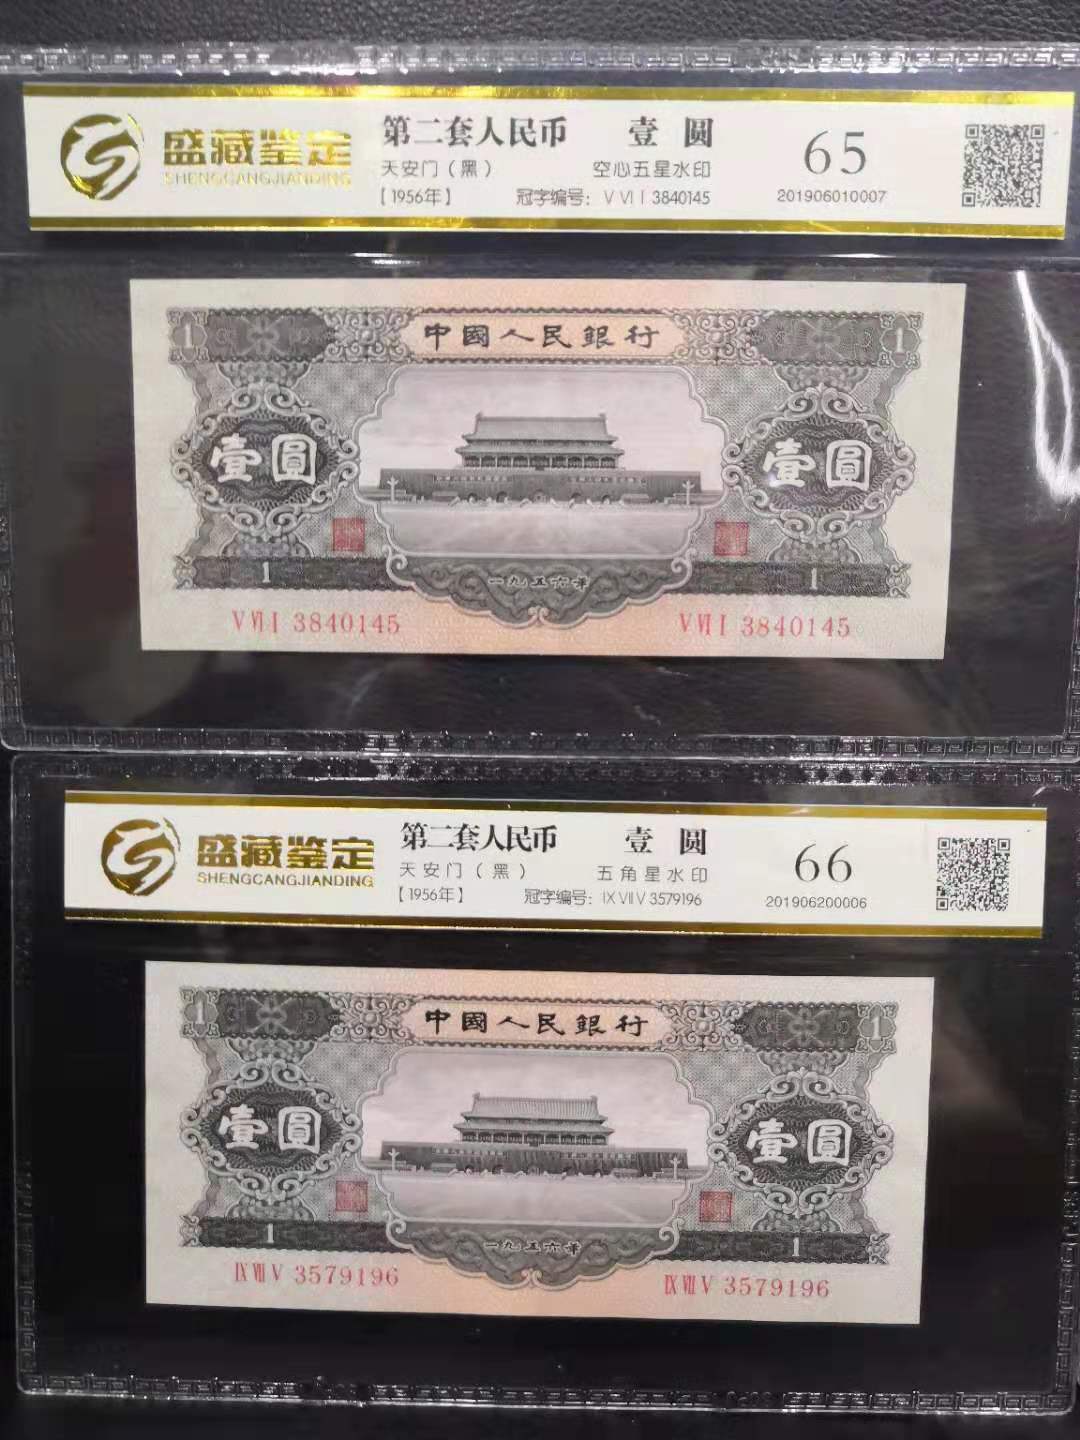 盛藏鉴定
SHENGCANGJIANDING
第二套人民币 壹圆
天安门（黑） 空心五星水印
【1956年】 冠字编号：V VI I 3840145
65
201906010007
1 中國人民銀行 1
壹圓 壹圓
1 一九五六年 1
V VI I 3840145 V VI I 3840145
盛藏鉴定
SHENGCANGJIANDING
第二套人民币 壹圆
天安门（黑） 五角星水印
【1956年】 冠字编号：IX VII V 3579196
66
201906200006
1 中國人民銀行 1
壹圓 壹圓
1 一九五六年 1
IX VII V 3579196 IX VII V 3579196